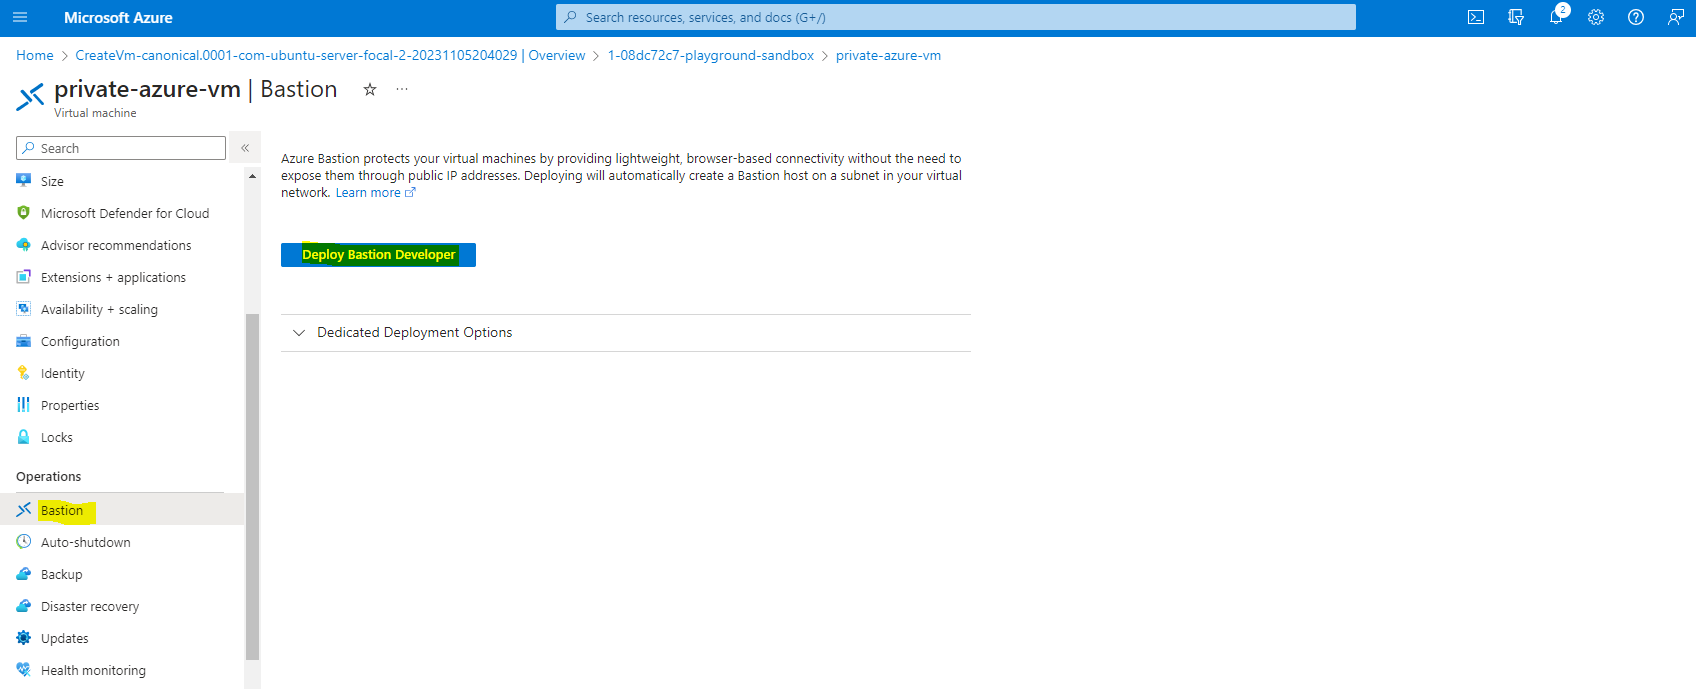 Microsoft Azure
Search resources, services, and docs (G+/)
2
Home > CreateVm-canonical.0001-com-ubuntu-server-focal-2-20231105204029 | Overview > 1-08dc72c7-playground-sandbox > private-azure-vm
private-azure-vm | Bastion
Virtual machine
Search
Size
Microsoft Defender for Cloud
Advisor recommendations
Extensions + applications
Availability + scaling
Configuration
Identity
Properties
Locks
Operations
Bastion
Auto-shutdown
Backup
Disaster recovery
Updates
Health monitoring
Azure Bastion protects your virtual machines by providing lightweight, browser-based connectivity without the need to
expose them through public IP addresses. Deploying will automatically create a Bastion host on a subnet in your virtual
network. Learn more
Deploy Bastion Developer
Dedicated Deployment Options